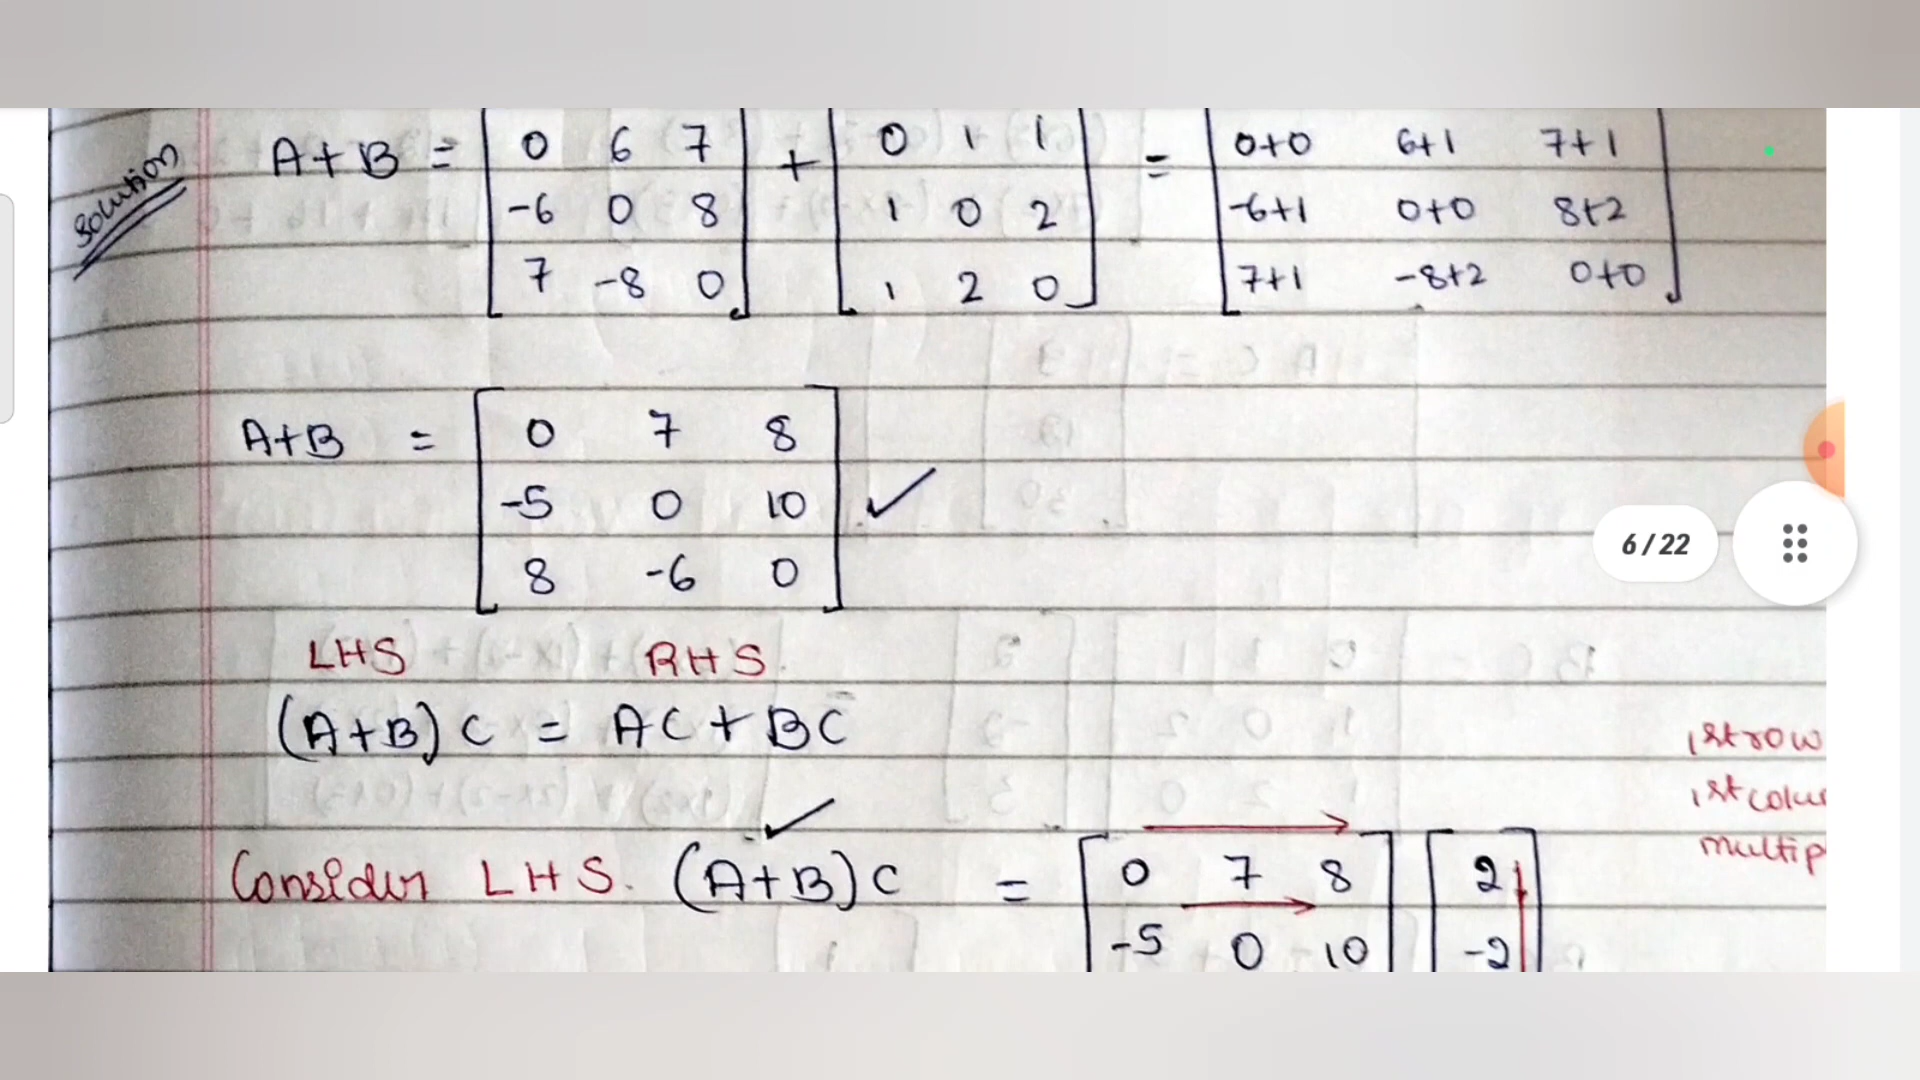 Solution
A+B = [ 0 6 7 ] + [ 0 1 1 ] = [ 0+0 6+1 7+1 ]
[ -6 0 8 ] [ 1 0 2 ] [ -6+1 0+0 8+2 ]
[ 7 -8 0 ] [ 1 2 0 ] [ 7+1 -8+2 0+0 ]
A+B = [ 0 7 8 ]
[ -5 0 10 ] ✓
[ 8 -6 0 ]
6/22
LHS RHS.
(A+B) C = AC + BC
1st row
1st colu
multip
✓
Consider LHS. (A+B) C = [ 0 7 8 ] [ 2 ]
[ -5 0 10 ] [ -2 ]